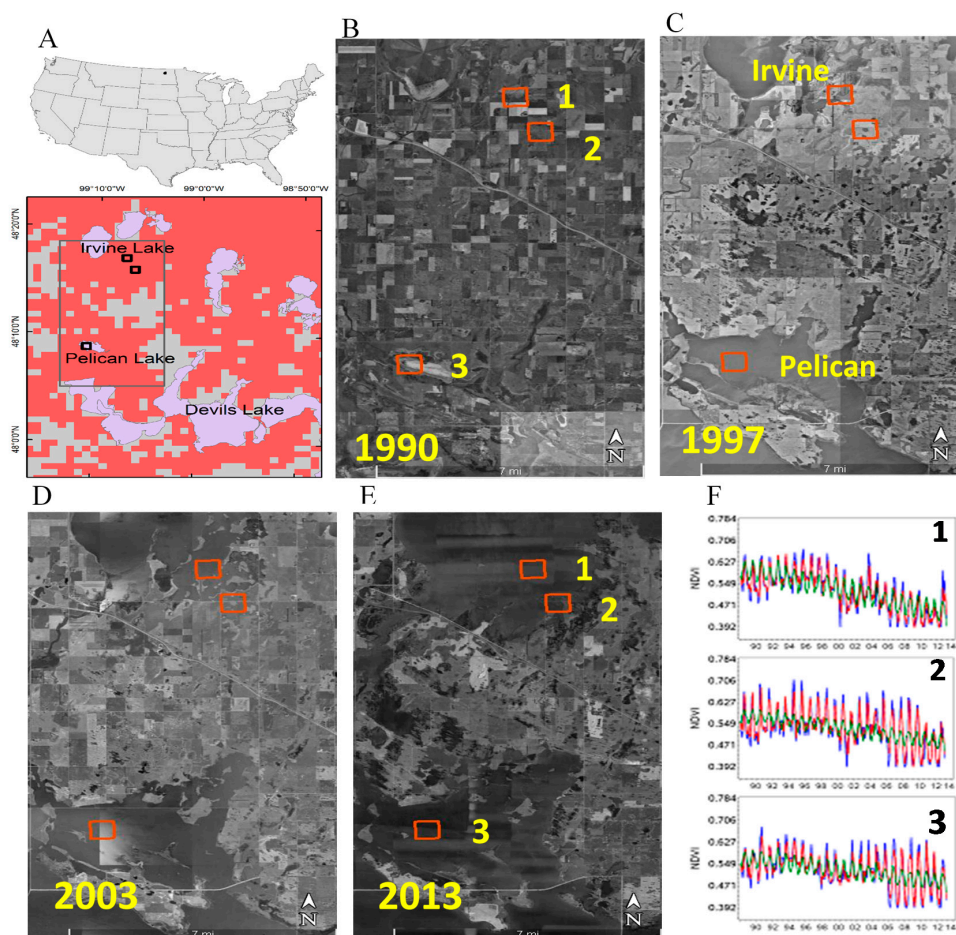 A
99°10'0"W 99°0'0"W 98°50'0"W
48°20'0"N
48°10'0"N
48°0'0"N
Irvine Lake
Pelican Lake
Devils Lake
B
1
2
3
1990
N
7 mi
C
Irvine
Pelican
1997
N
7 mi
D
2003
N
7 mi
E
1
2
3
2013
N
F
1
NDVI
0.784
0.706
0.627
0.549
0.471
0.392
90 92 94 96 98 00 02 04 06 08 10 12 14
2
NDVI
0.784
0.706
0.627
0.549
0.471
0.392
90 92 94 96 98 00 02 04 06 08 10 12 14
3
NDVI
0.784
0.706
0.627
0.549
0.471
0.392
90 92 94 96 98 00 02 04 06 08 10 12 14